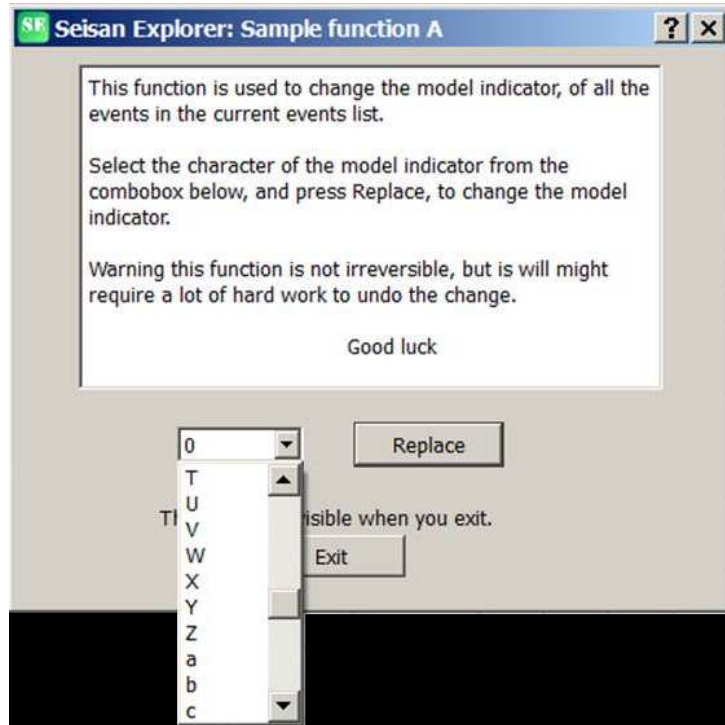 SE Seisan Explorer: Sample function A ? ×
This function is used to change the model indicator, of all the
events in the current events list.
Select the character of the model indicator from the
combobox below, and press Replace, to change the model
indicator.
Warning this function is not irreversible, but is will might
require a lot of hard work to undo the change.
Good luck
0
Replace
T
U
Th
isible when you exit.
V
W
Exit
X
Y
Z
a
b
c